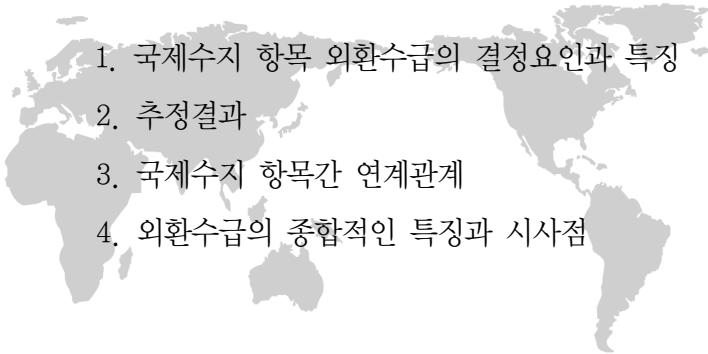 1. 국제수지 항목 외환수급의 결정요인과 특징
2. 추정결과
3. 국제수지 항목간 연계관계
4. 외환수급의 종합적인 특징과 시사점